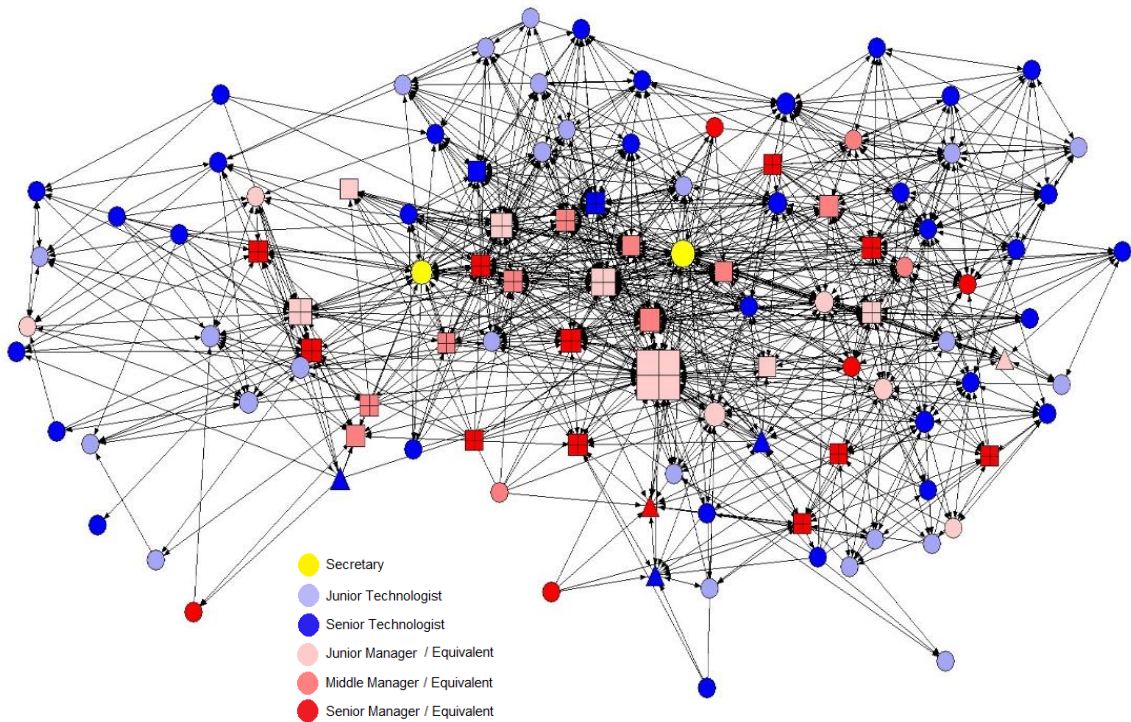 Secretary
Junior Technologist
Senior Technologist
Junior Manager / Equivalent
Middle Manager / Equivalent
Senior Manager / Equivalent